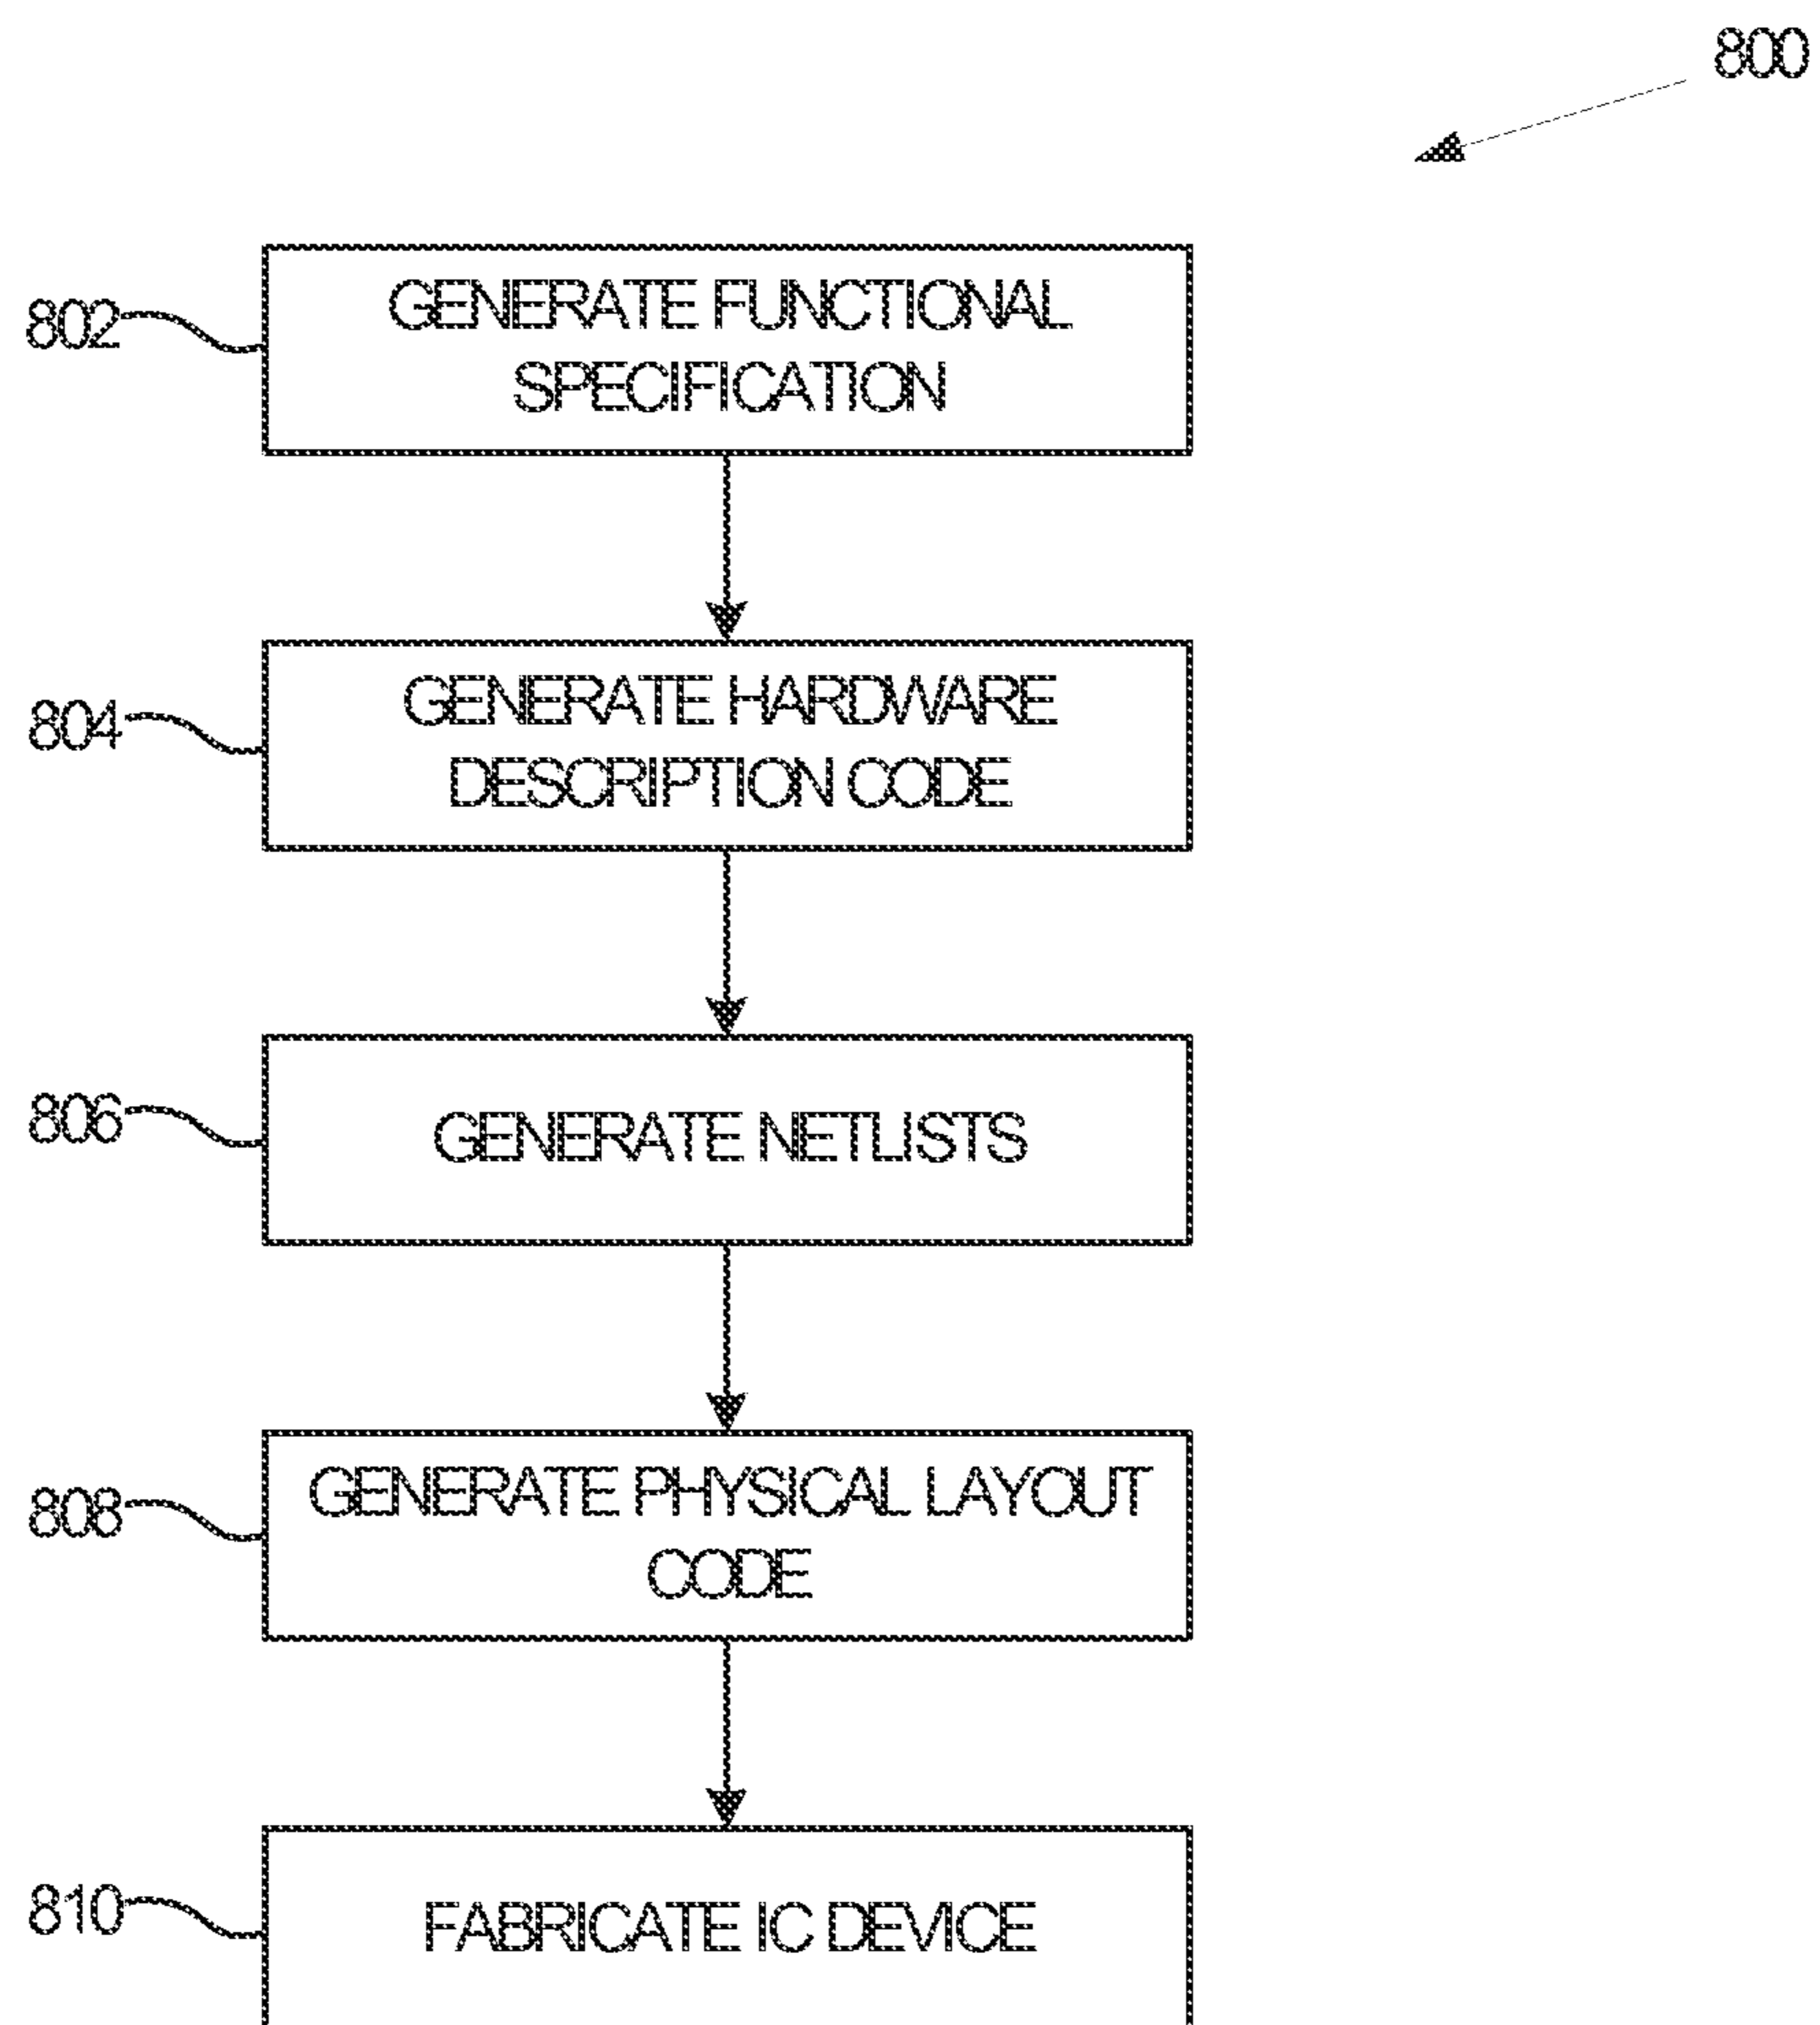 800
802
GENERATE FUNCTIONAL
SPECIFICATION
804
GENERATE HARDWARE
DESCRIPTION CODE
806
GENERATE NETLISTS
808
GENERATE PHYSICAL LAYOUT
CODE
810
FABRICATE IC DEVICE